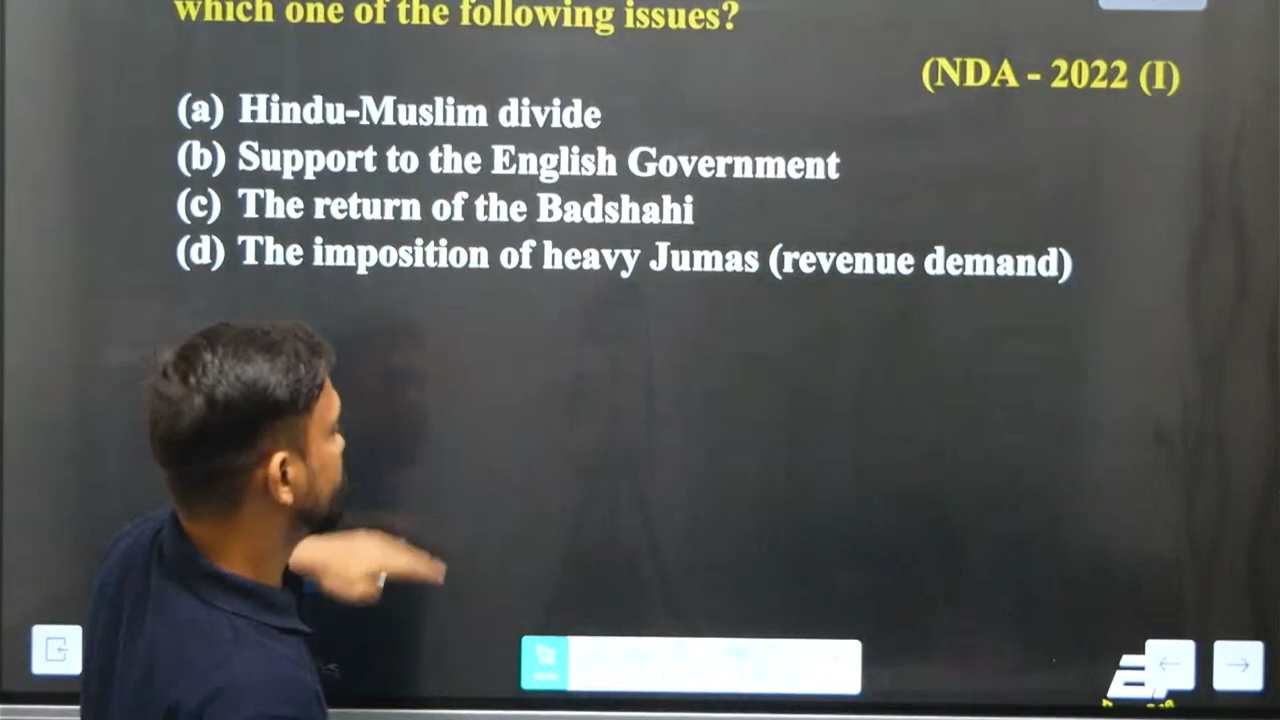 which one of the following issues?
(NDA - 2022 (I)
(a) Hindu-Muslim divide
(b) Support to the English Government
(c) The return of the Badshahi
(d) The imposition of heavy Jumas (revenue demand)